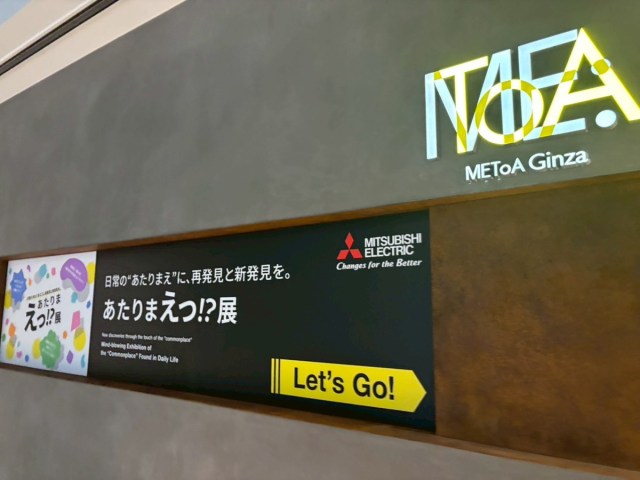 METoA
METoA Ginza
MITSUBISHI
ELECTRIC
Changes for the Better
日常の“あたりまえ”に、再発見と新発見を。
あたりまえっ!?展
New discoveries through the touch of the "commonplace"
Mind-blowing Exhibition of
the "Commonplace" Found in Daily Life
Let's Go!
あたりま
えっ!?展